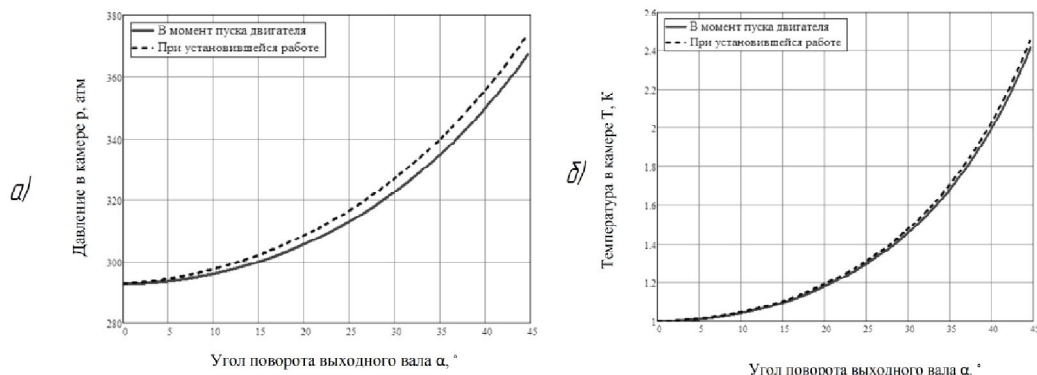 а)
Давление в камере р, атм
380
360
340
320
300
280
В момент пуска двигателя
При установившейся работе
0 5 10 15 20 25 30 35 40 45
Угол поворота выходного вала α, °
б)
Температура в камере Т, К
2.6
2.4
2.2
2
1.8
1.6
1.4
1.2
1
В момент пуска двигателя
При установившейся работе
0 5 10 15 20 25 30 35 40 45
Угол поворота выходного вала α, °